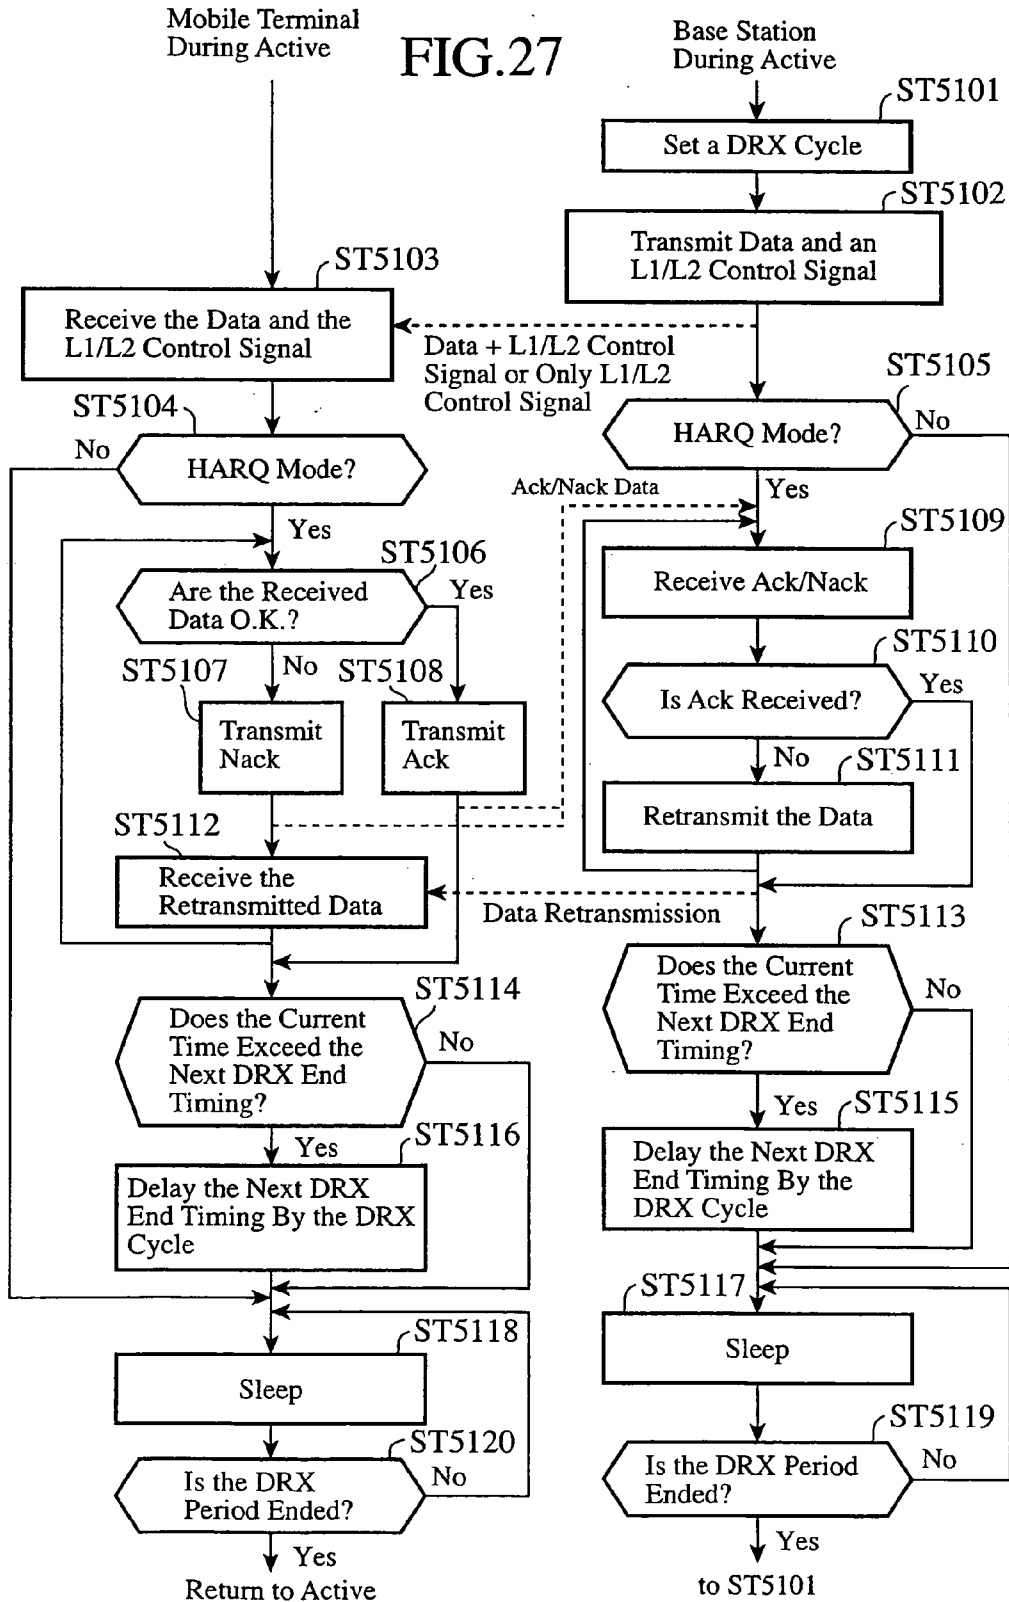 Mobile Terminal
During Active
FIG.27
Base Station
During Active
ST5101
Set a DRX Cycle
ST5102
Transmit Data and an
L1/L2 Control Signal
ST5103
Receive the Data and the
L1/L2 Control Signal
Data + L1/L2 Control
Signal or Only L1/L2
Control Signal
ST5104
No
HARQ Mode?
Yes
ST5105
HARQ Mode?
No
Yes
Ack/Nack Data
ST5106
Are the Received
Data O.K.?
Yes
No
ST5107
Transmit
Nack
ST5108
Transmit
Ack
ST5109
Receive Ack/Nack
ST5110
Is Ack Received?
Yes
No
ST5111
Retransmit the Data
ST5112
Receive the
Retransmitted Data
Data Retransmission
ST5113
Does the Current
Time Exceed the
Next DRX End
Timing?
No
Yes
ST5114
Does the Current
Time Exceed the
Next DRX End
Timing?
No
Yes
ST5115
Delay the Next DRX
End Timing By the
DRX Cycle
ST5116
Delay the Next DRX
End Timing By the DRX
Cycle
ST5117
Sleep
ST5118
Sleep
ST5119
Is the DRX Period
Ended?
No
Yes
to ST5101
ST5120
Is the DRX
Period Ended?
No
Yes
Return to Active